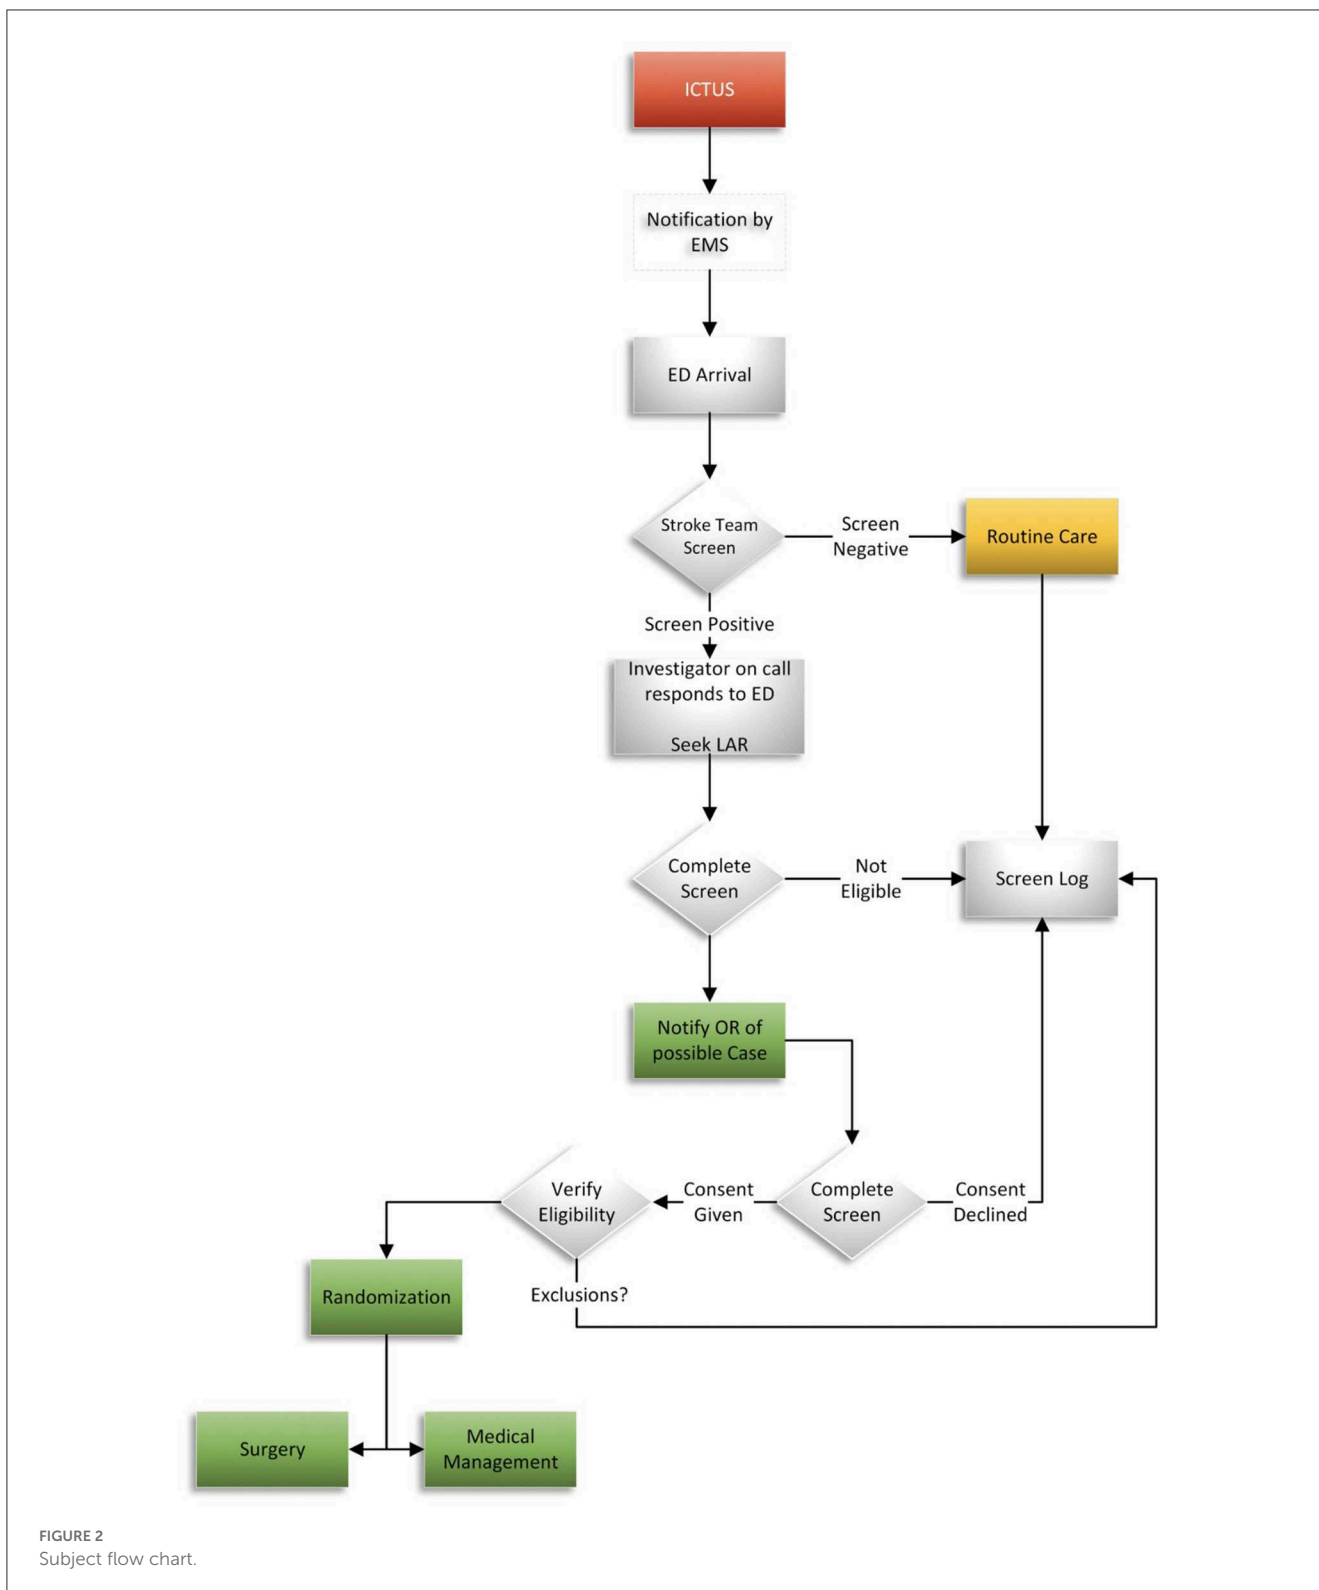 ICTUS
Notification by
EMS
ED Arrival
Stroke Team
Screen
Screen
Negative
Routine Care
Screen Positive
Investigator on call
responds to ED
Seek LAR
Complete
Screen
Not
Eligible
Screen Log
Notify OR of
possible Case
Verify
Eligibility
Consent
Given
Complete
Screen
Consent
Declined
Exclusions?
Randomization
Surgery
Medical
Management
FIGURE 2
Subject flow chart.